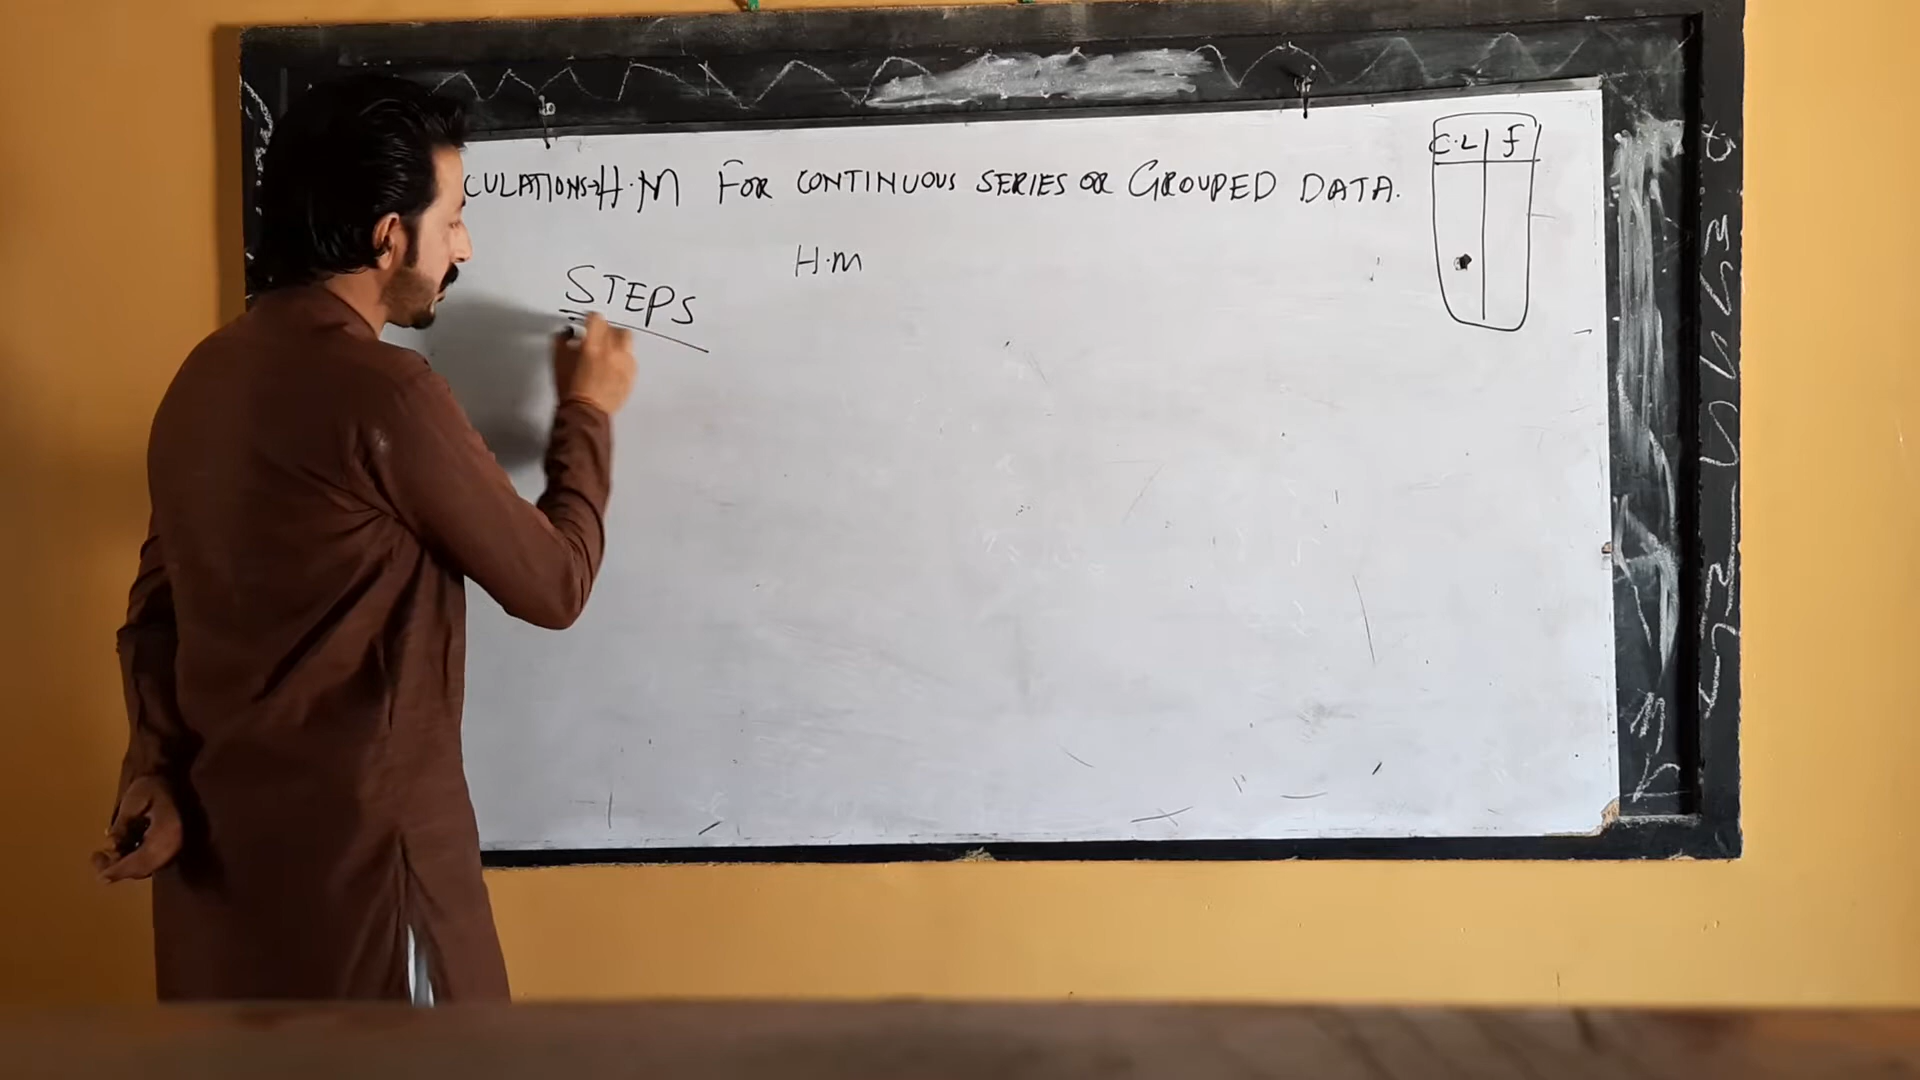 CULATIONS H.M FOR CONTINUOUS SERIES OR GROUPED DATA.
C.L f
H.M
STEPS